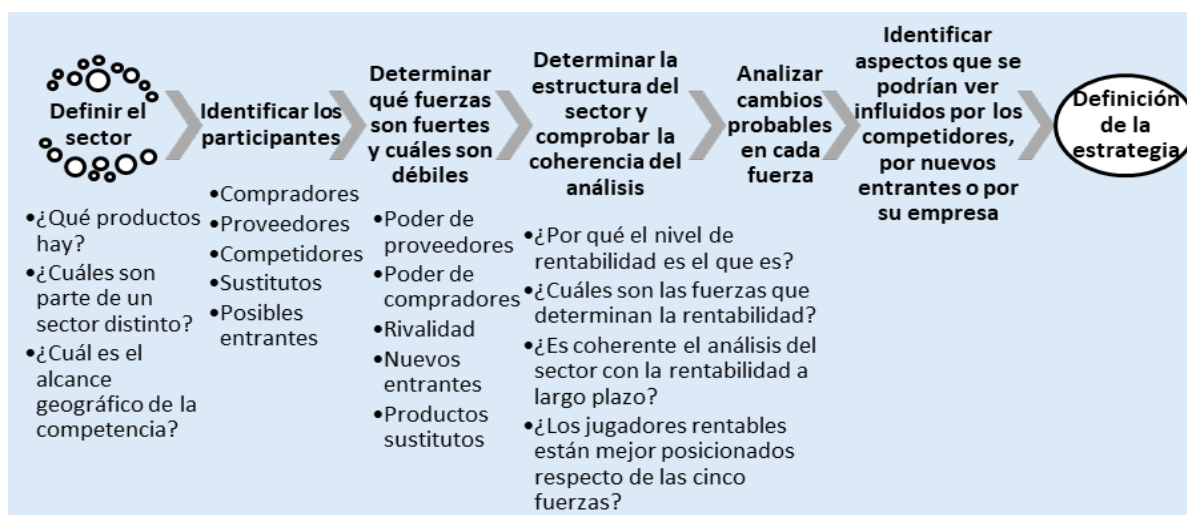 Definir el
sector
•¿Qué productos
hay?
•¿Cuáles son
parte de un
sector distinto?
•¿Cuál es el
alcance
geográfico de la
competencia?
Identificar los
participantes
•Compradores
•Proveedores
•Competidores
•Sustitutos
•Posibles
entrantes
Determinar
qué fuerzas
son fuertes
y cuáles son
débiles
•Poder de
proveedores
•Poder de
compradores
•Rivalidad
•Nuevos
entrantes
•Productos
sustitutos
Determinar la
estructura del
sector y
comprobar la
coherencia del
análisis
•¿Por qué el nivel de
rentabilidad es el que es?
•¿Cuáles son las fuerzas que
determinan la rentabilidad?
•¿Es coherente el análisis del
sector con la rentabilidad a
largo plazo?
•¿Los jugadores rentables
están mejor posicionados
respecto de las cinco
fuerzas?
Analizar
cambios
probables
en cada
fuerza
Identificar
aspectos que se
podrían ver
influidos por los
competidores,
por nuevos
entrantes o por
su empresa
Definición
de la
estrategia